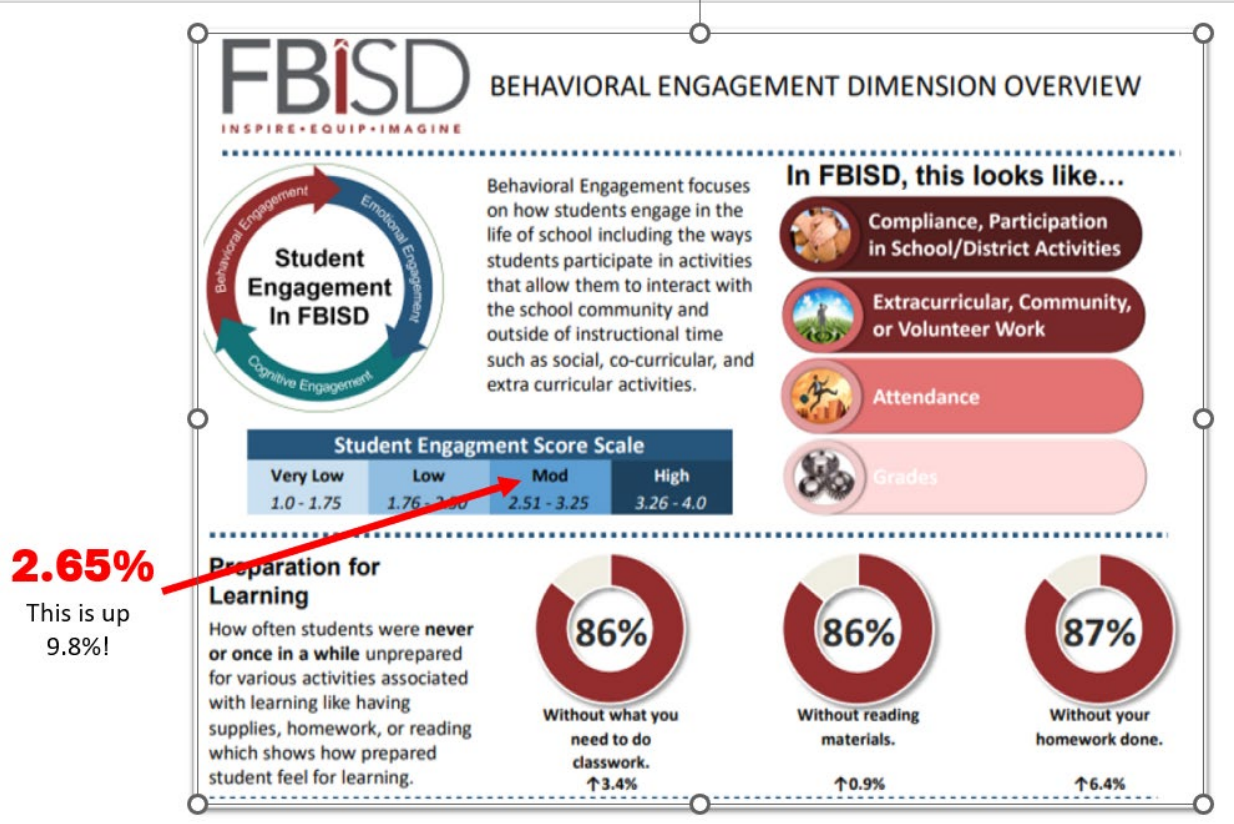 FBISD
INSPIRE•EQUIP•IMAGINE
BEHAVIORAL ENGAGEMENT DIMENSION OVERVIEW
Behavioral Engagement
Emotional Engagement
Cognitive Engagement
Student
Engagement
In FBISD
Behavioral Engagement focuses
on how students engage in the
life of school including the ways
students participate in activities
that allow them to interact with
the school community and
outside of instructional time
such as social, co-curricular, and
extra curricular activities.
In FBISD, this looks like...
Compliance, Participation
in School/District Activities
Extracurricular, Community,
or Volunteer Work
Attendance
Grades
Student Engagment Score Scale
Very Low Low Mod High
1.0 - 1.75 1.76 - 2.50 2.51 - 3.25 3.26 - 4.0
2.65%
This is up
9.8%!
Preparation for
Learning
How often students were never
or once in a while unprepared
for various activities associated
with learning like having
supplies, homework, or reading
which shows how prepared
student feel for learning.
86%
Without what you
need to do
classwork.
↑3.4%
86%
Without reading
materials.
↑0.9%
87%
Without your
homework done.
↑6.4%